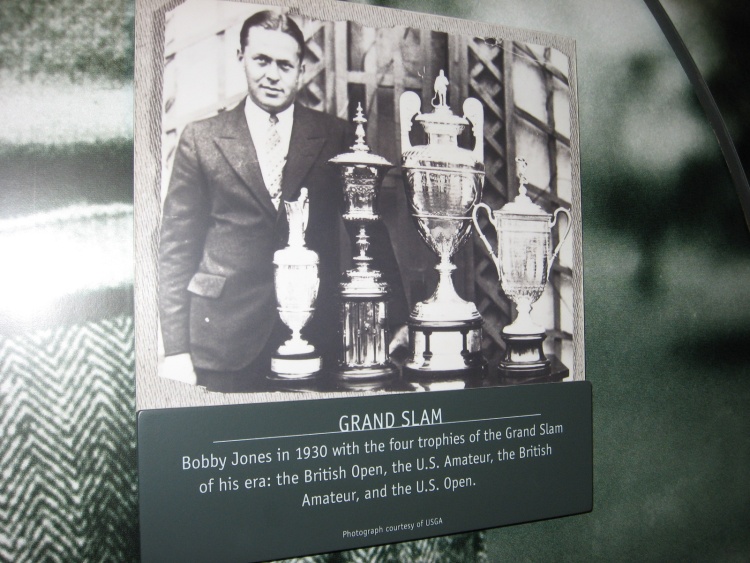 GRAND SLAM
Bobby Jones in 1930 with the four trophies of the Grand Slam
of his era: the British Open, the U.S. Amateur, the British
Amateur, and the U.S. Open.
Photograph courtesy of USGA